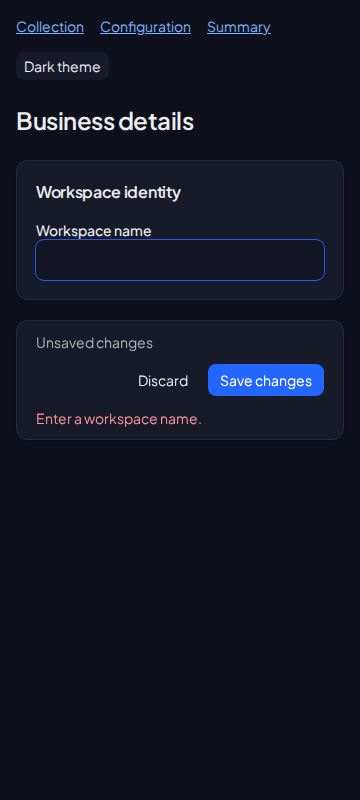 Collection Configuration Summary
Dark theme
Business details
Workspace identity
Workspace name
Unsaved changes
Discard Save changes
Enter a workspace name.